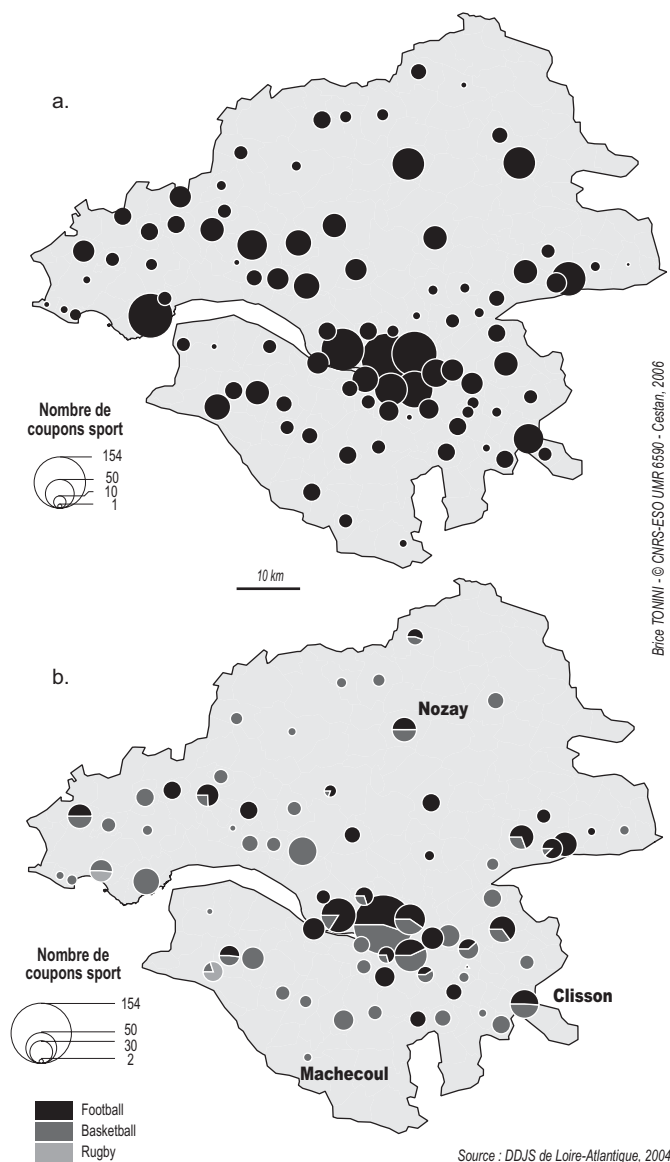 a.
Nombre de
coupons sport
154
50
10
1
10 km
Brice TONINI - © CNRS-ESO UMR 6590 - Cestan, 2006
b.
Nozay
Clisson
Machecoul
Nombre de
coupons sport
154
50
30
2
Football
Basketball
Rugby
Source : DDJS de Loire-Atlantique, 2004